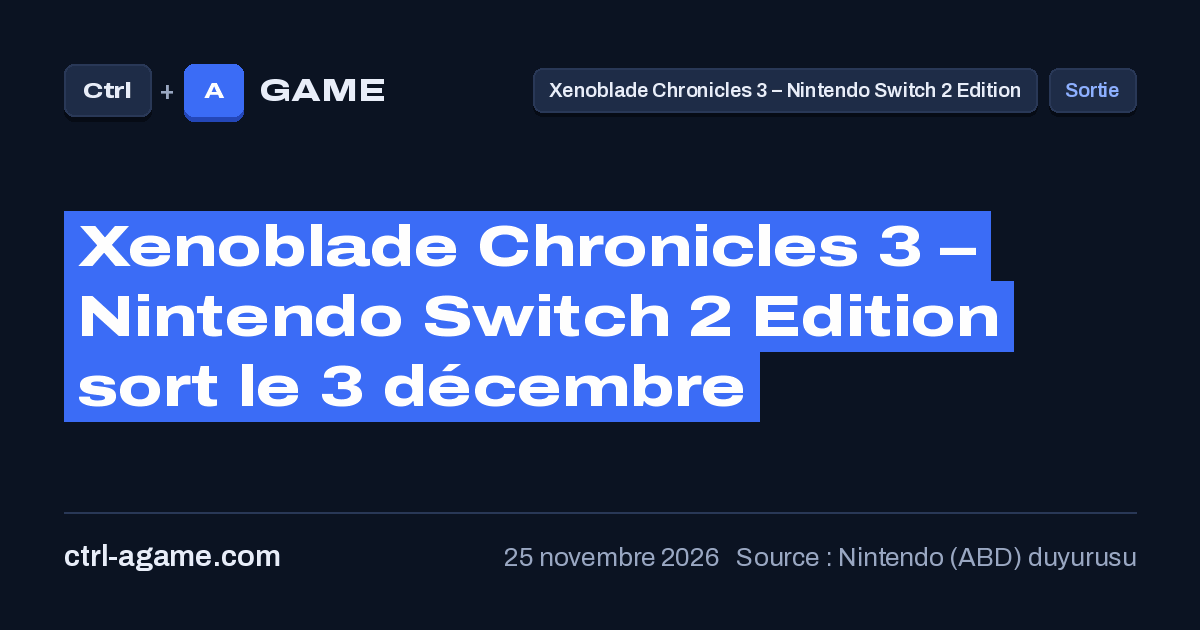 Ctrl + A GAME
Xenoblade Chronicles 3 – Nintendo Switch 2 Edition
Sortie
Xenoblade Chronicles 3 –
Nintendo Switch 2 Edition
sort le 3 décembre
ctrl-agame.com
25 novembre 2026 Source : Nintendo (ABD) duyurusu